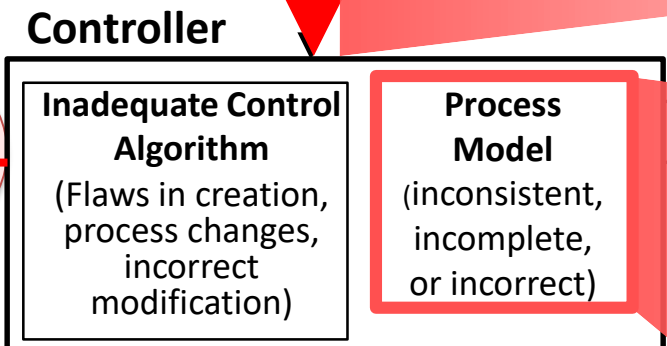 Controller
Inadequate Control
Algorithm
(Flaws in creation,
process changes,
incorrect
modification)
Process
Model
(inconsistent,
incomplete,
or incorrect)